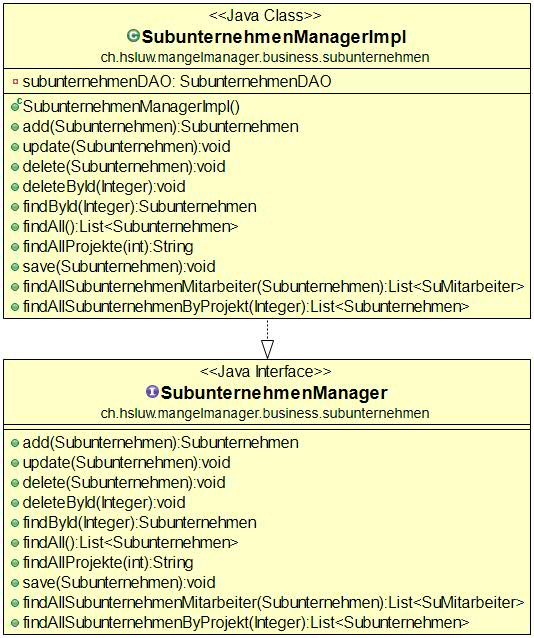 <<Java Class>>
SubunternehmenManagerImpl
ch.hsluw.mangelmanager.business.subunternehmen
subunternehmenDAO: SubunternehmenDAO
SubunternehmenManagerImpl()
add(Subunternehmen):Subunternehmen
update(Subunternehmen):void
delete(Subunternehmen):void
deleteById(Integer):void
findById(Integer):Subunternehmen
findAll():List<Subunternehmen>
findAllProjekte(int):String
save(Subunternehmen):void
findAllSubunternehmenMitarbeiter(Subunternehmen):List<SuMitarbeiter>
findAllSubunternehmenByProjekt(Integer):List<Subunternehmen>
<<Java Interface>>
SubunternehmenManager
ch.hsluw.mangelmanager.business.subunternehmen
add(Subunternehmen):Subunternehmen
update(Subunternehmen):void
delete(Subunternehmen):void
deleteById(Integer):void
findById(Integer):Subunternehmen
findAll():List<Subunternehmen>
findAllProjekte(int):String
save(Subunternehmen):void
findAllSubunternehmenMitarbeiter(Subunternehmen):List<SuMitarbeiter>
findAllSubunternehmenByProjekt(Integer):List<Subunternehmen>